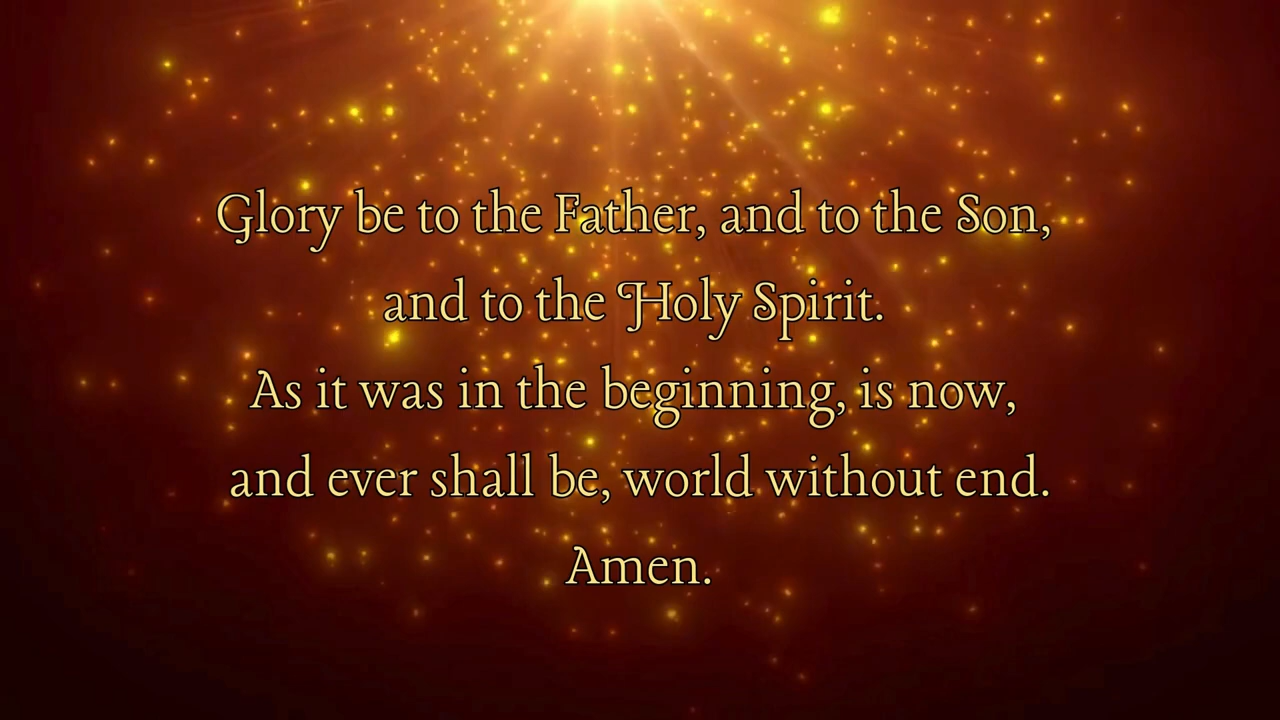 Glory be to the Father, and to the Son,
and to the Holy Spirit.
As it was in the beginning, is now,
and ever shall be, world without end.
Amen.